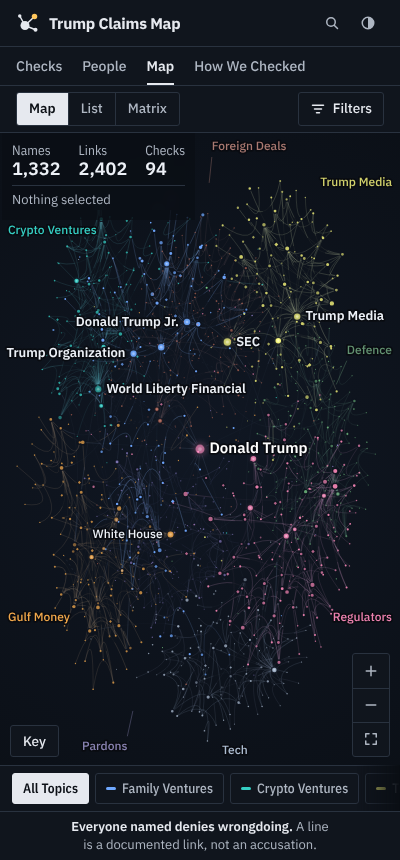 Trump Claims Map
Checks People Map How We Checked
Map List Matrix Filters
Names Links Checks
1,332 2,402 94
Nothing selected
Foreign Deals
Trump Media
Crypto Ventures
Donald Trump Jr.
Trump Media
SEC
Trump Organization
Defence
World Liberty Financial
Donald Trump
White House
Gulf Money
Regulators
Key
Pardons
Tech
All Topics Family Ventures Crypto Ventures
Everyone named denies wrongdoing. A line
is a documented link, not an accusation.